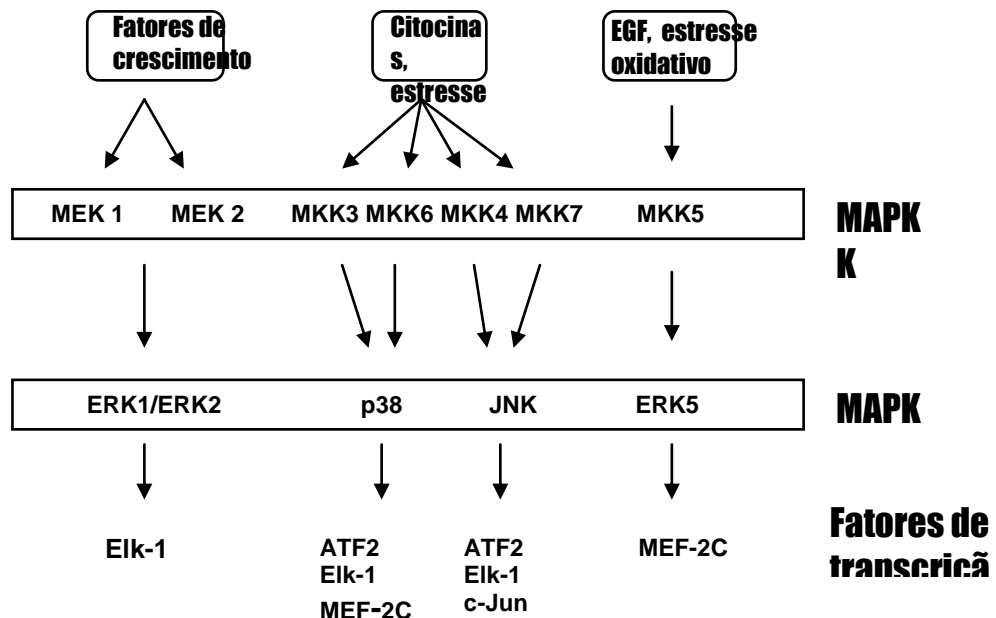 Fatores de
crescimento
Citocina
s,
estresse
EGF, estresse
oxidativo
MEK 1 MEK 2 MKK3 MKK6 MKK4 MKK7 MKK5
MAPK
K
ERK1/ERK2 p38 JNK ERK5
MAPK
Elk-1
ATF2
Elk-1
MEF-2C
ATF2
Elk-1
c-Jun
MEF-2C
Fatores de
transcriçã